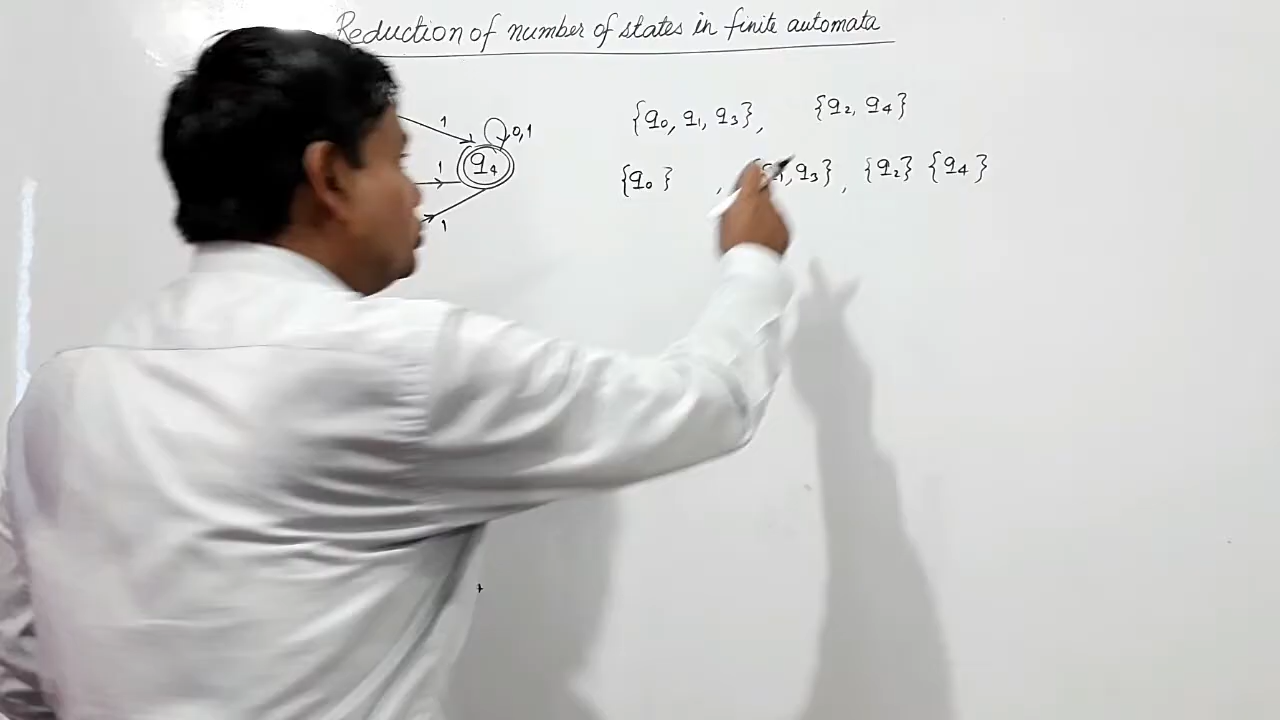 Reduction of number of states in finite automata
{q₀, q₁, q₃}, {q₂, q₄}
1
0,1
1
q₄
{q₀} , q₃}, {q₂} {q₄}
1